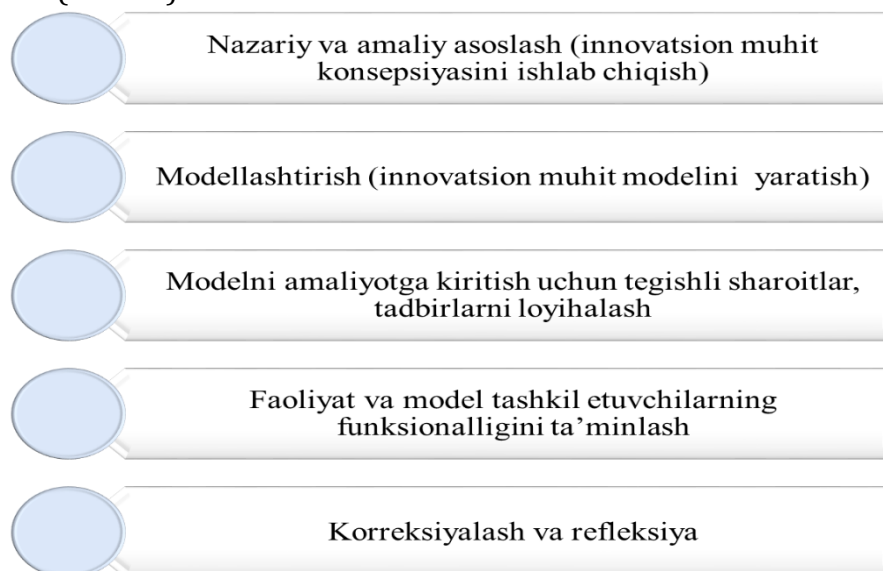 Nazariy va amaliy asoslash (innovatsion muhit
konsepsiyasini ishlab chiqish)
Modellashtirish (innovatsion muhit modelini yaratish)
Modelni amaliyotga kiritish uchun tegishli sharoitlar,
tadbirlarni loyihalash
Faoliyat va model tashkil etuvchilarning
funksionalligini ta’minlash
Korreksiyalash va refleksiya